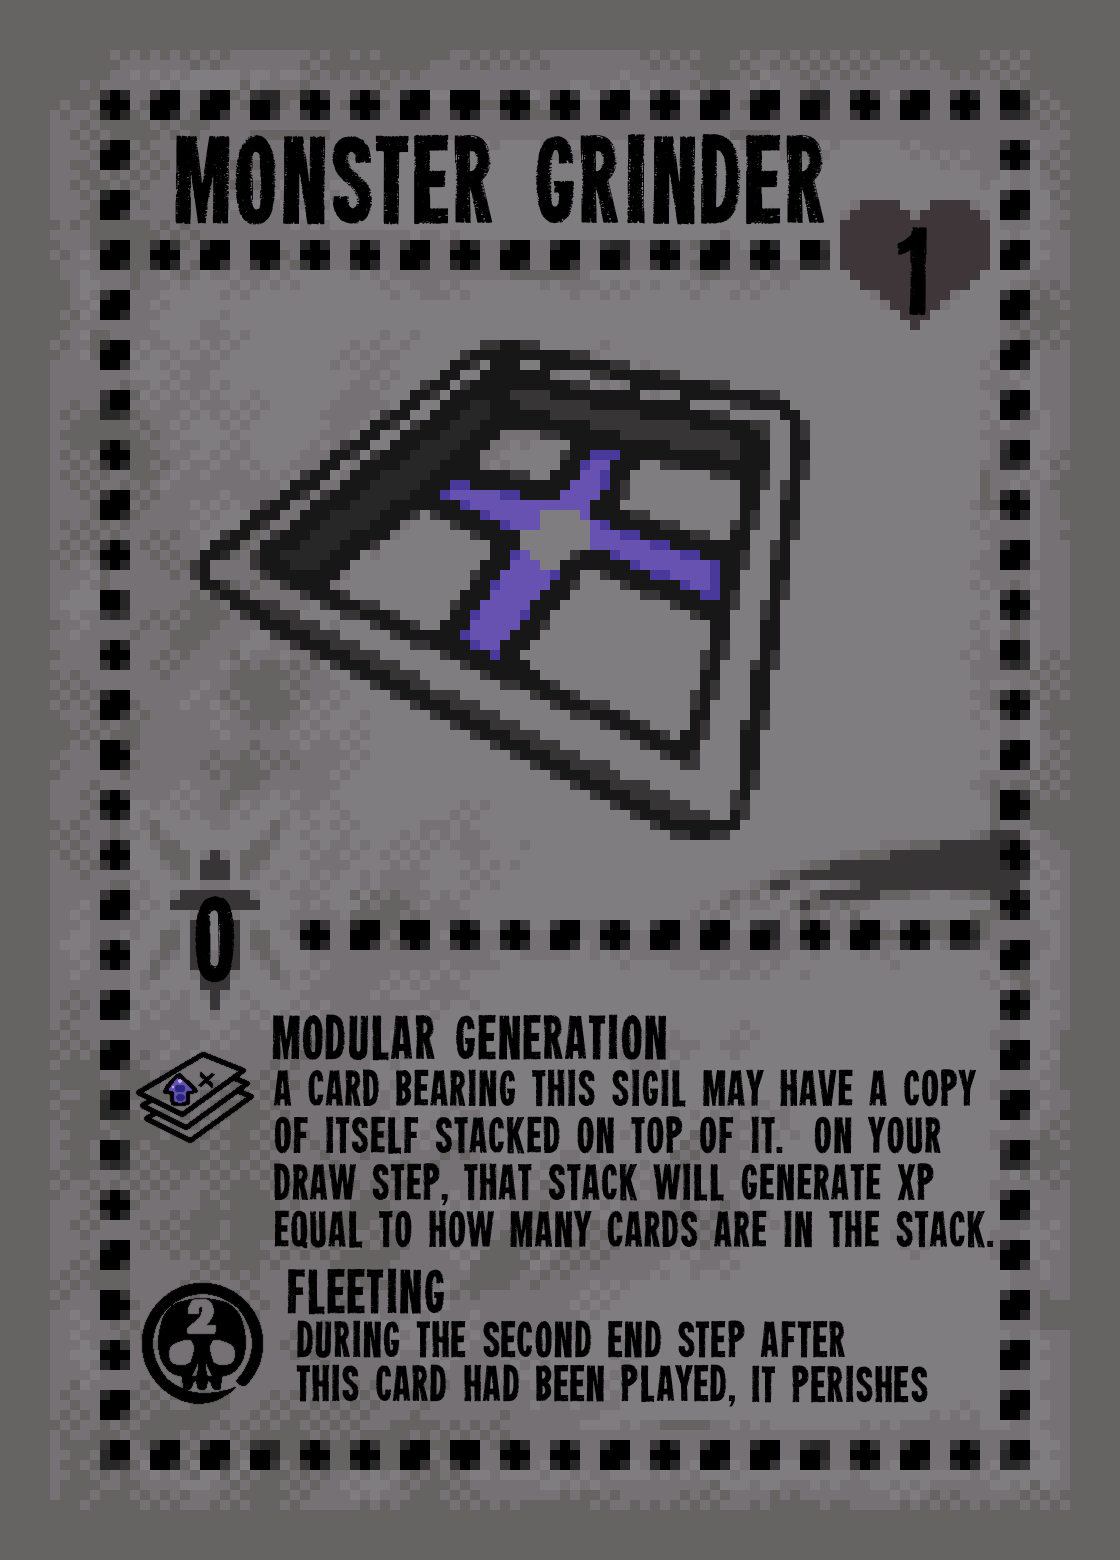 MONSTER GRINDER
1
0
MODULAR GENERATION
A CARD BEARING THIS SIGIL MAY HAVE A COPY
OF ITSELF STACKED ON TOP OF IT. ON YOUR
DRAW STEP, THAT STACK WILL GENERATE XP
EQUAL TO HOW MANY CARDS ARE IN THE STACK.
FLEETING
2
DURING THE SECOND END STEP AFTER
THIS CARD HAD BEEN PLAYED, IT PERISHES